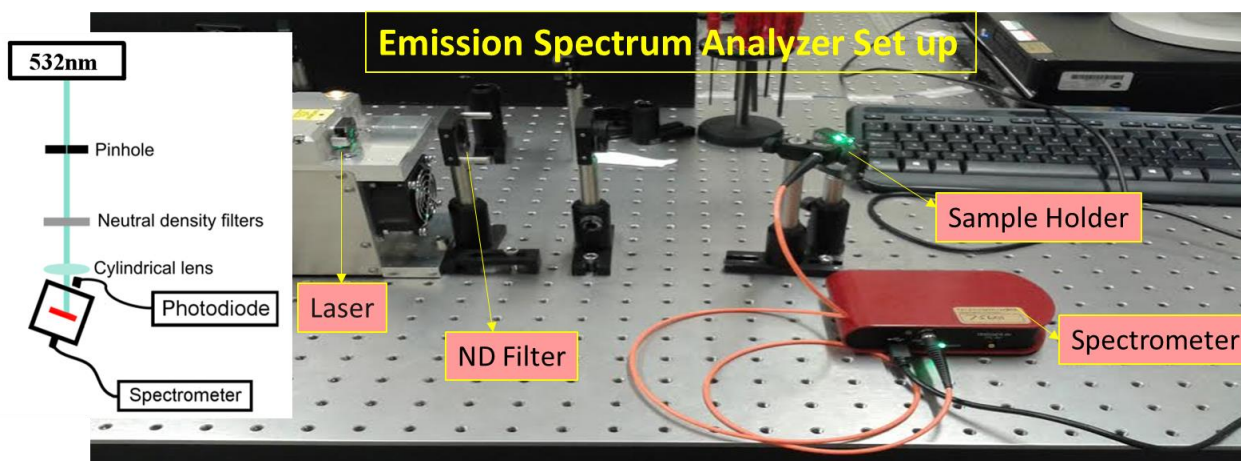 Emission Spectrum Analyzer Set up
532nm
Pinhole
Neutral density filters
Cylindrical lens
Photodiode
Spectrometer
Laser
ND Filter
Sample Holder
Spectrometer